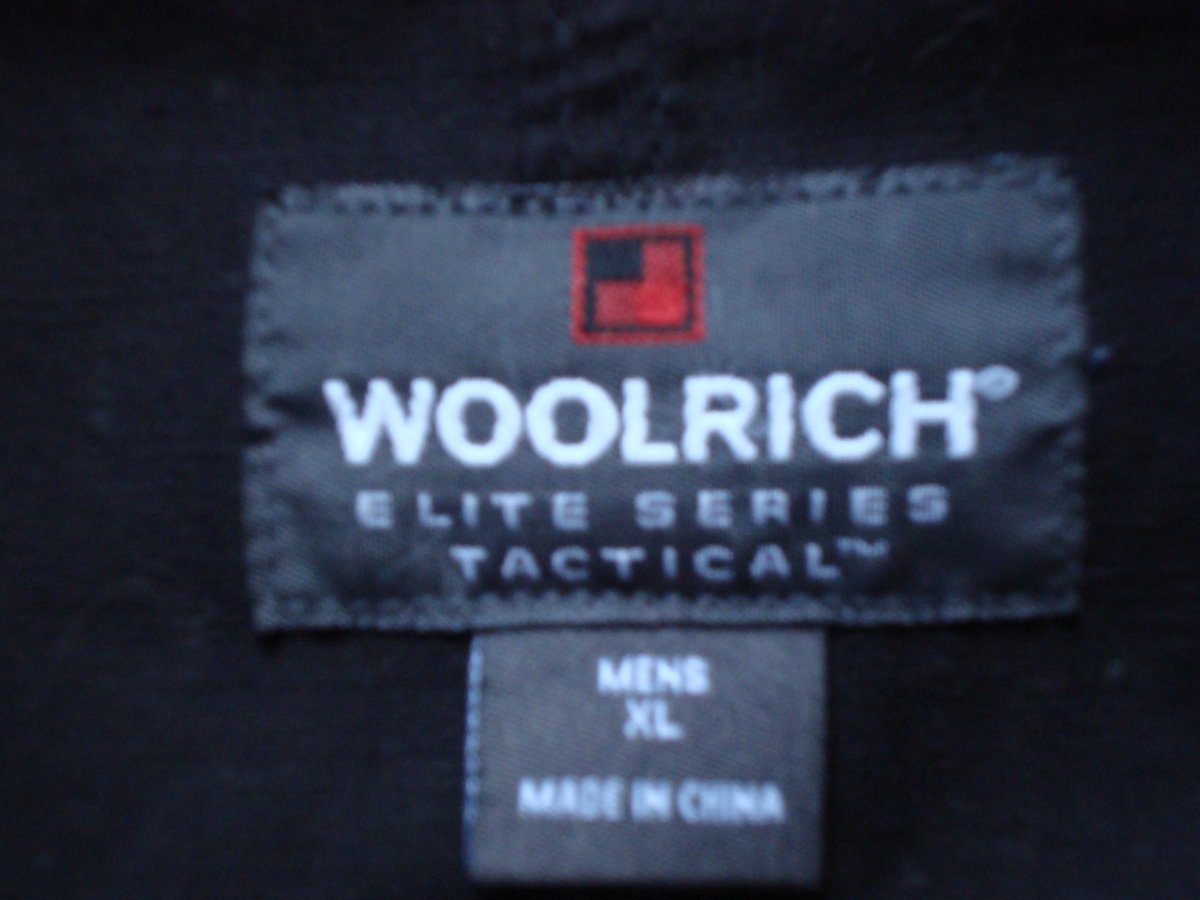 WOOLRICH®
ELITE SERIES
TACTICAL™
MENS
XL
MADE IN CHINA